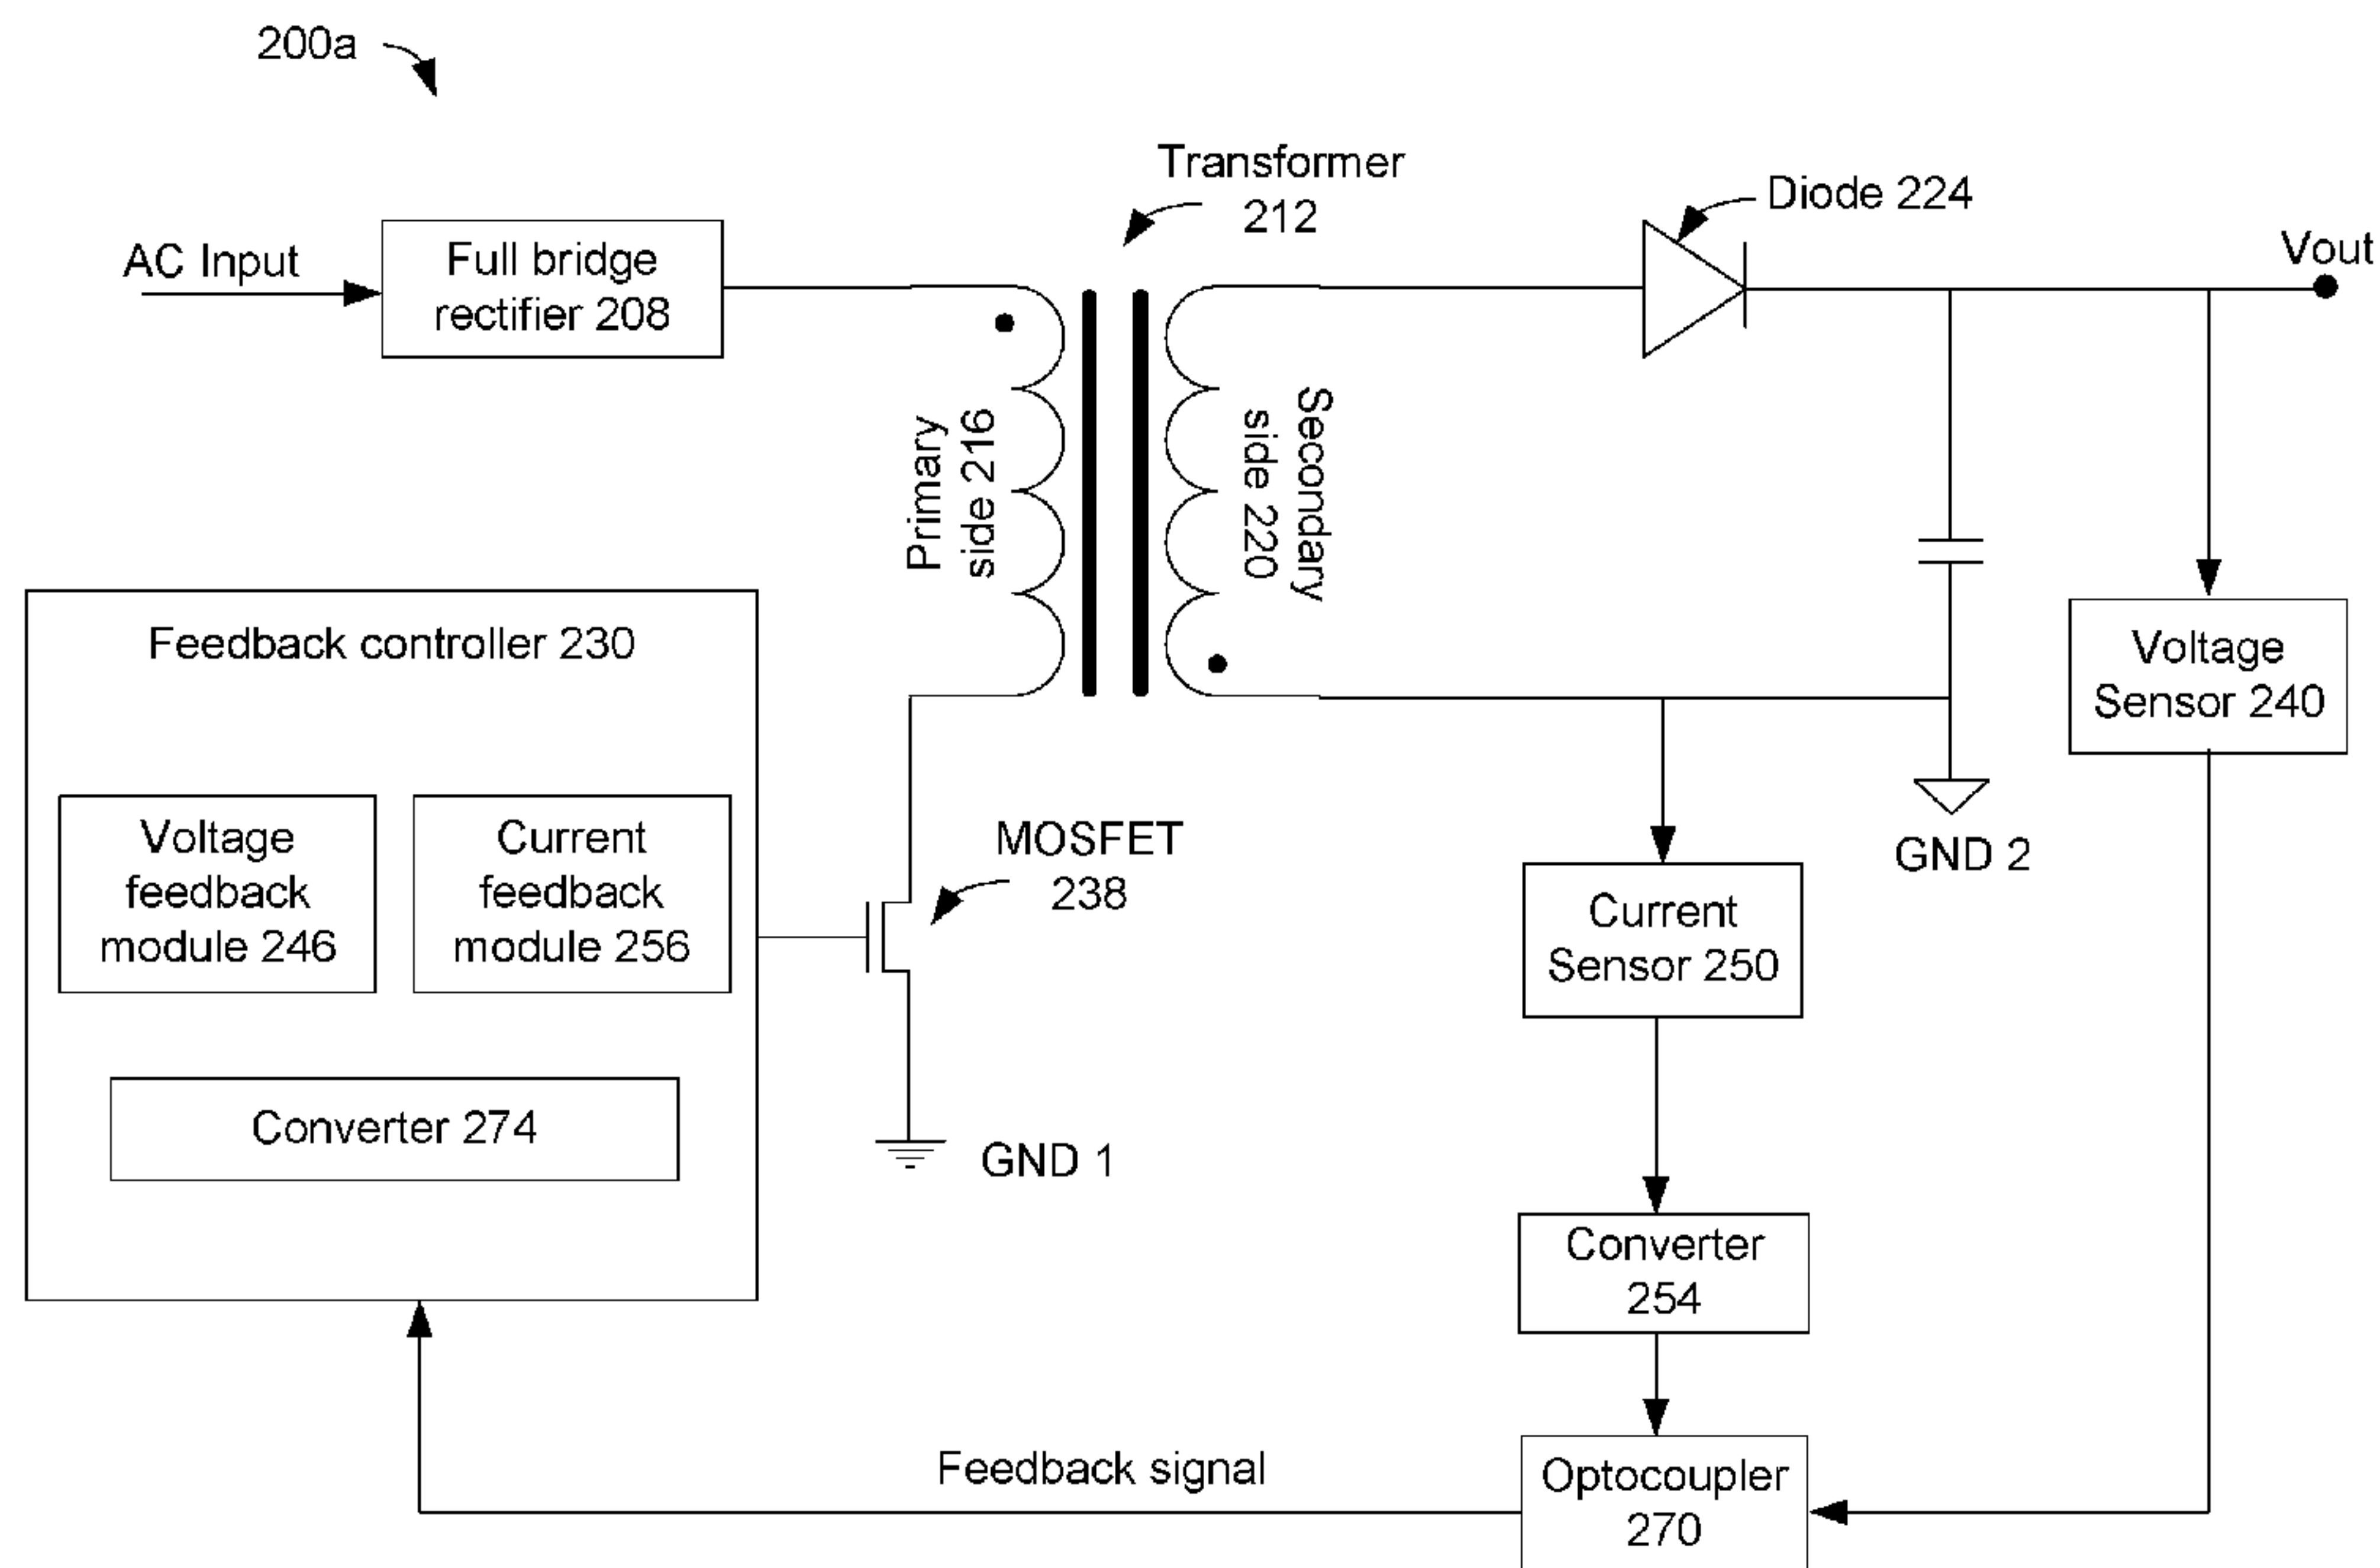 200a
Transformer
212
Diode 224
Vout
AC Input
Full bridge
rectifier 208
Primary
side 216
Secondary
side 220
Feedback controller 230
Voltage
Sensor 240
Voltage
feedback
module 246
Current
feedback
module 256
MOSFET
238
GND 2
Current
Sensor 250
Converter 274
GND 1
Converter
254
Feedback signal
Optocoupler
270